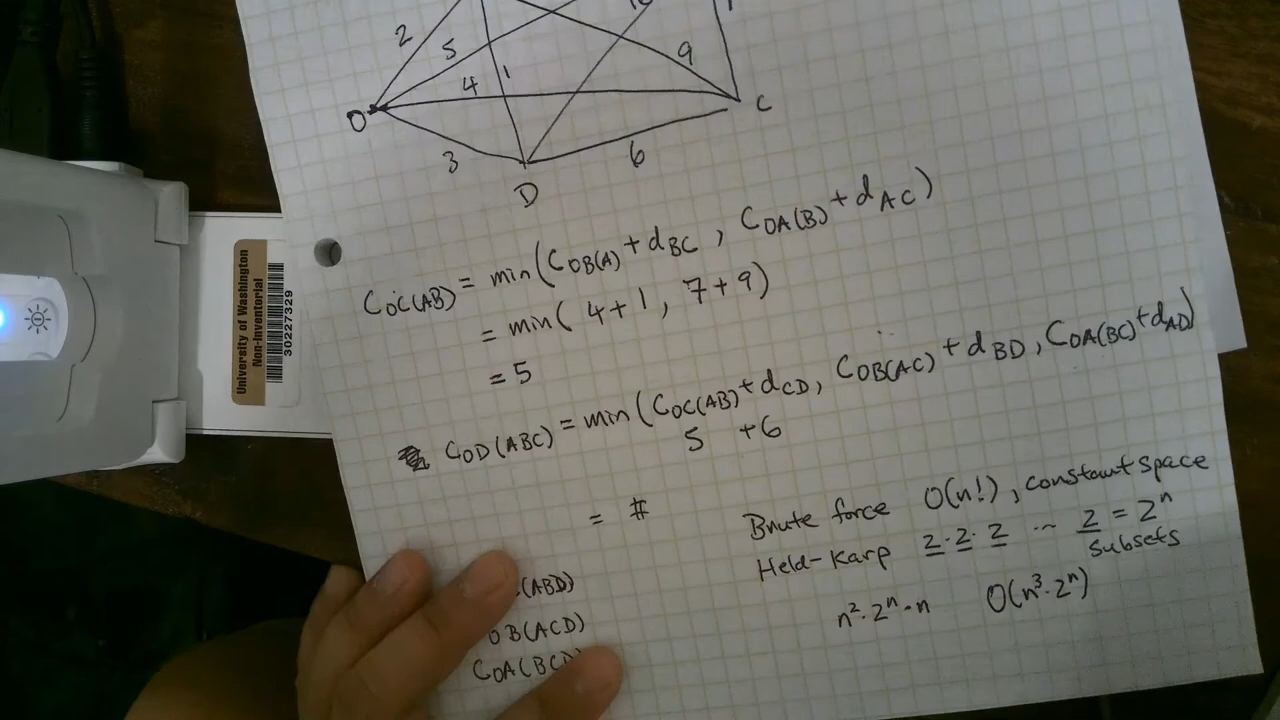 2
5
9
4
1
O
C
3
6
D
C_OC(AB) = min(C_OB(A) + d_BC , C_OA(B) + d_AC)
= min( 4+1 , 7+9)
= 5
C_OD(ABC) = min(C_OC(AB) + d_CD, C_OB(AC) + d_BD, C_OA(BC) + d_AD)
5 +6
= #
(ABD)
OB(ACD)
C_OA(BCD)
Brute force O(n!), constant space
Held-Karp 2·2·2 ... 2 = 2^n
subsets
n²·2^n·n O(n³·2^n)
University of Washington
Non-Inventorial
30227329